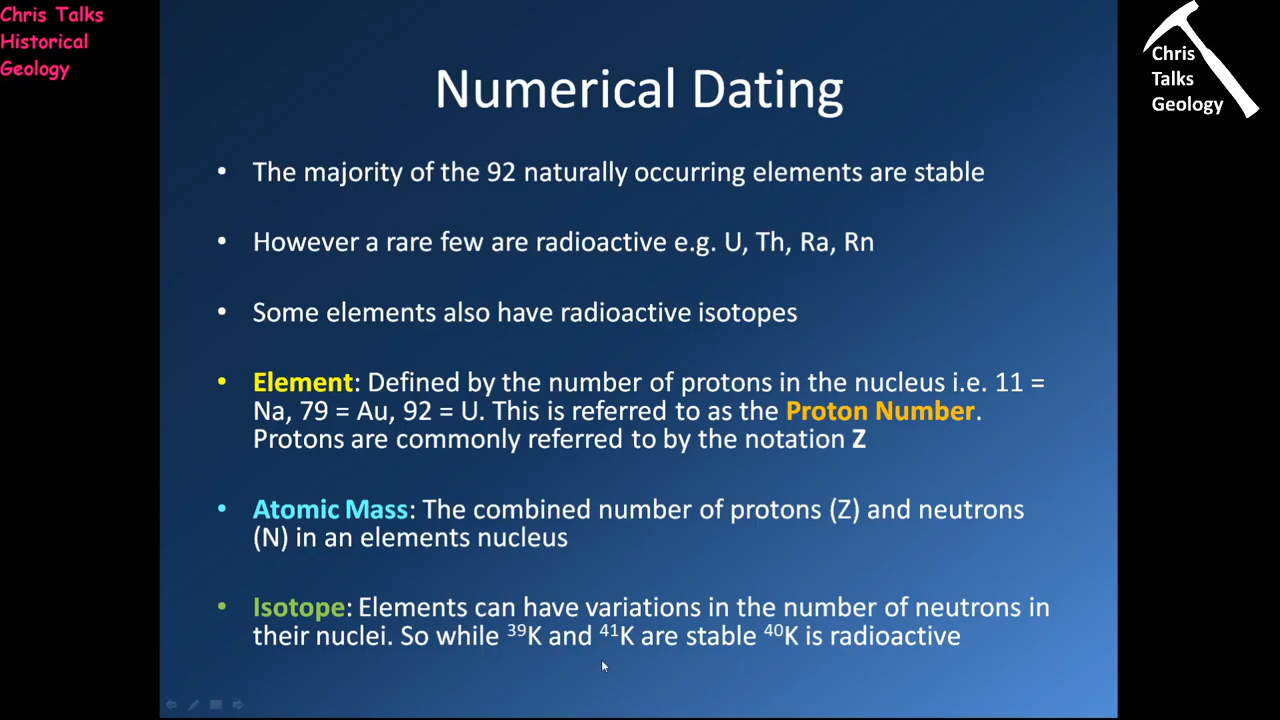 Chris Talks
Historical
Geology
Chris
Talks
Geology
Numerical Dating
• The majority of the 92 naturally occurring elements are stable
• However a rare few are radioactive e.g. U, Th, Ra, Rn
• Some elements also have radioactive isotopes
• Element: Defined by the number of protons in the nucleus i.e. 11 =
Na, 79 = Au, 92 = U. This is referred to as the Proton Number.
Protons are commonly referred to by the notation Z
• Atomic Mass: The combined number of protons (Z) and neutrons
(N) in an elements nucleus
• Isotope: Elements can have variations in the number of neutrons in
their nuclei. So while ³⁹K and ⁴¹K are stable ⁴⁰K is radioactive